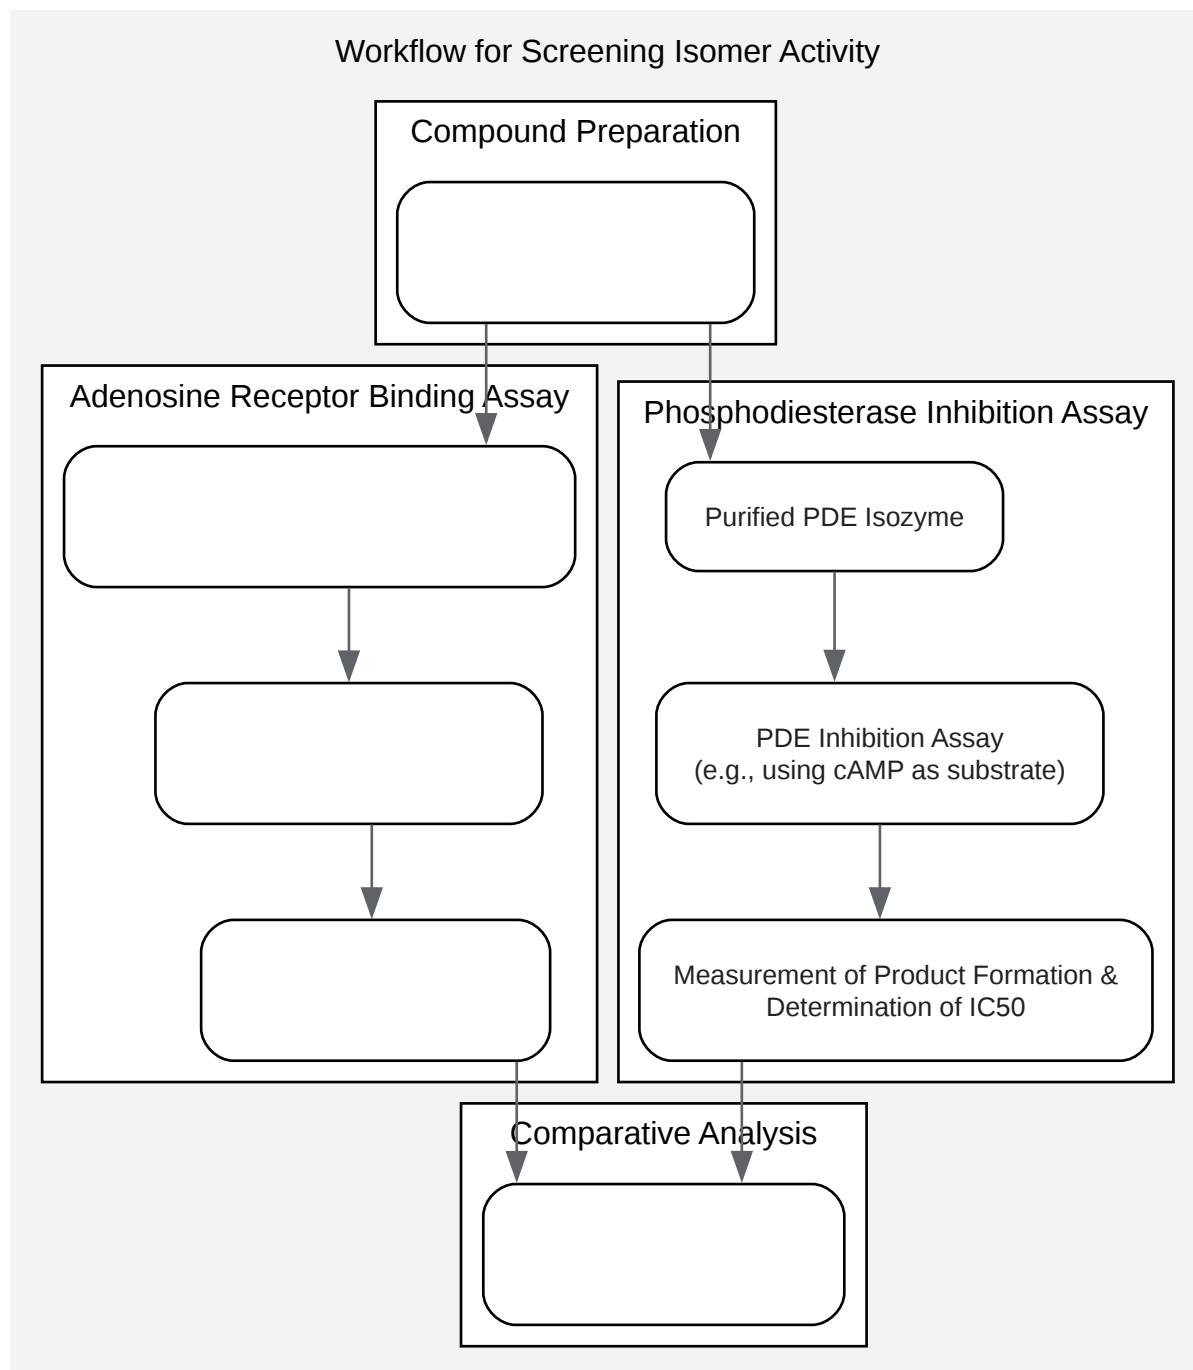 Workflow for Screening Isomer Activity
Compound Preparation
Adenosine Receptor Binding Assay
Phosphodiesterase Inhibition Assay
Purified PDE Isozyme
PDE Inhibition Assay
(e.g., using cAMP as substrate)
Measurement of Product Formation &
Determination of IC50
Comparative Analysis